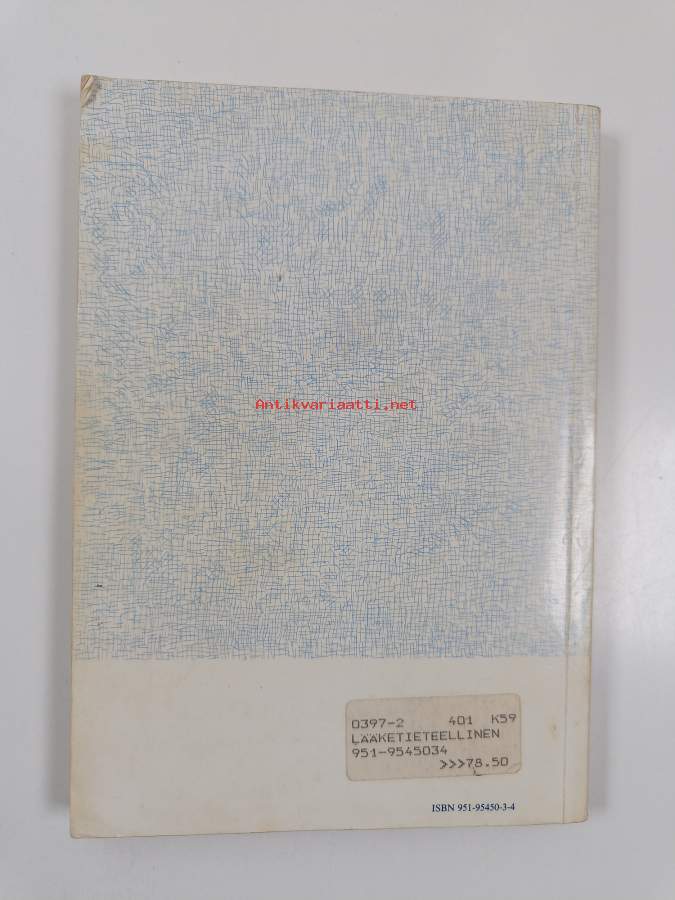 Antikvariaatti.net
0397-2 401 K59
LÄÄKETIETEELLINEN
951-9545034
>>>78.50
ISBN 951-95450-3-4